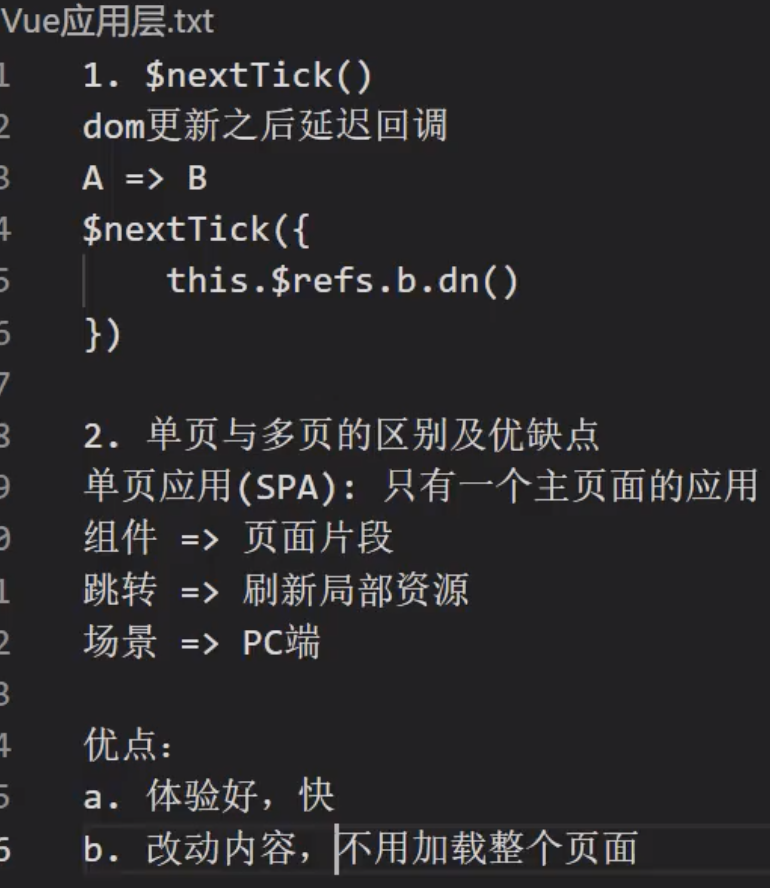 Vue应用层.txt
1 1. $nextTick()
2 dom更新之后延迟回调
3 A => B
4 $nextTick({
5 this.$refs.b.dn()
6 })
7
8 2. 单页与多页的区别及优缺点
9 单页应用(SPA): 只有一个主页面的应用
0 组件 => 页面片段
1 跳转 => 刷新局部资源
2 场景 => PC端
3
4 优点:
5 a. 体验好，快
6 b. 改动内容，不用加载整个页面